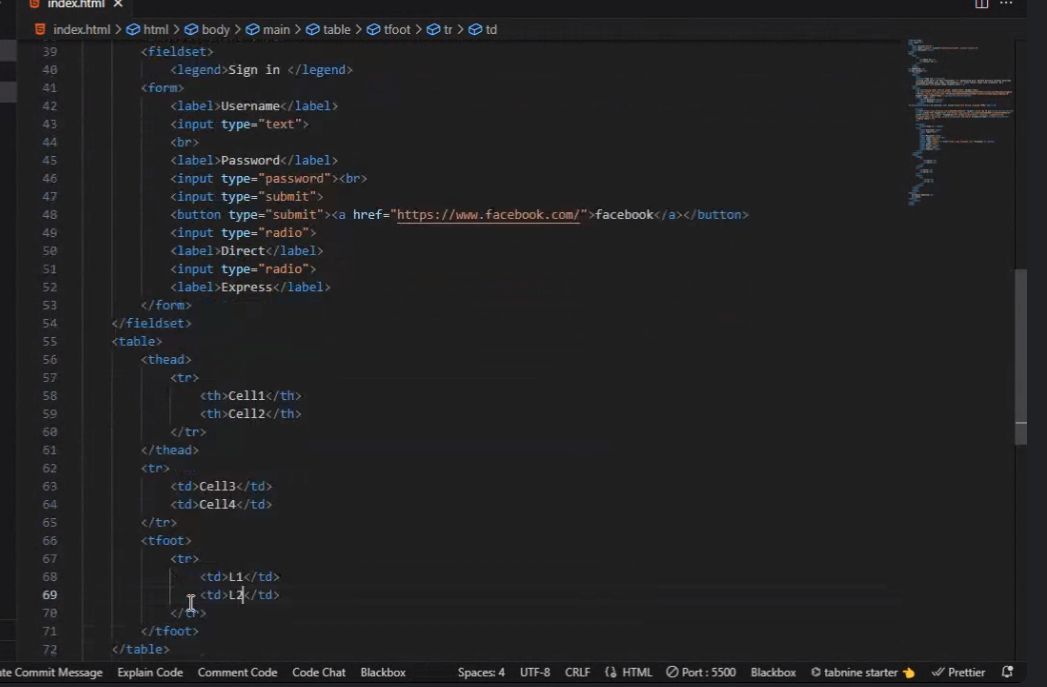 index.html ×
index.html > html > body > main > table > tfoot > tr > td
39 <fieldset>
40 <legend>Sign in </legend>
41 <form>
42 <label>Username</label>
43 <input type="text">
44 <br>
45 <label>Password</label>
46 <input type="password"><br>
47 <input type="submit">
48 <button type="submit"><a href="https://www.facebook.com/">facebook</a></button>
49 <input type="radio">
50 <label>Direct</label>
51 <input type="radio">
52 <label>Express</label>
53 </form>
54 </fieldset>
55 <table>
56 <thead>
57 <tr>
58 <th>Cell1</th>
59 <th>Cell2</th>
60 </tr>
61 </thead>
62 <tr>
63 <td>Cell3</td>
64 <td>Cell4</td>
65 </tr>
66 <tfoot>
67 <tr>
68 <td>L1</td>
69 <td>L2</td>
70 </tr>
71 </tfoot>
72 </table>
te Commit Message Explain Code Comment Code Code Chat Blackbox Spaces: 4 UTF-8 CRLF HTML Port : 5500 Blackbox tabnine starter Prettier